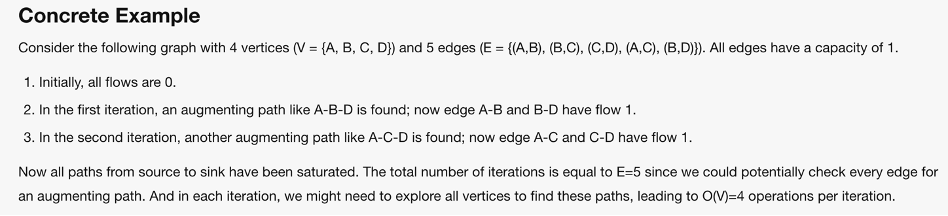 Concrete Example
Consider the following graph with 4 vertices (V = {A, B, C, D}) and 5 edges (E = {(A,B), (B,C), (C,D), (A,C), (B,D)}). All edges have a capacity of 1.
1. Initially, all flows are 0.
2. In the first iteration, an augmenting path like A-B-D is found; now edge A-B and B-D have flow 1.
3. In the second iteration, another augmenting path like A-C-D is found; now edge A-C and C-D have flow 1.
Now all paths from source to sink have been saturated. The total number of iterations is equal to E=5 since we could potentially check every edge for
an augmenting path. And in each iteration, we might need to explore all vertices to find these paths, leading to O(V)=4 operations per iteration.